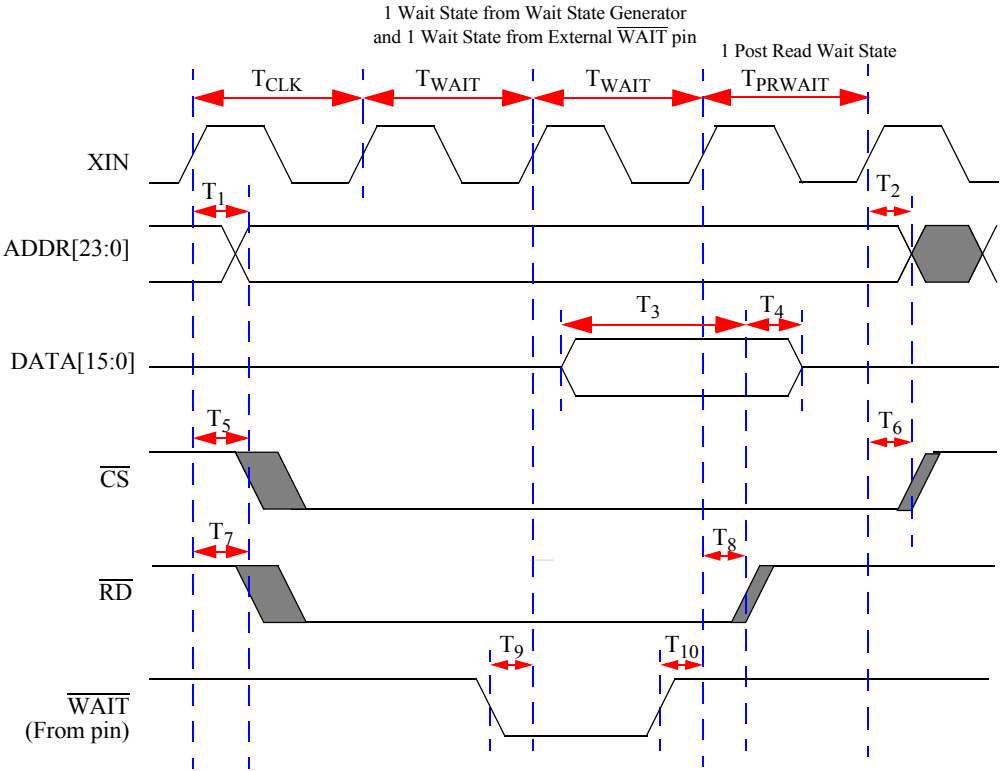 1 Wait State from Wait State Generator
and 1 Wait State from External WAIT pin
1 Post Read Wait State
TCLK
TWAIT
TWAIT
TPRWAIT
XIN
T1
T2
ADDR[23:0]
T3
T4
DATA[15:0]
T5
T6
CS
T7
T8
RD
T9
T10
WAIT
(From pin)